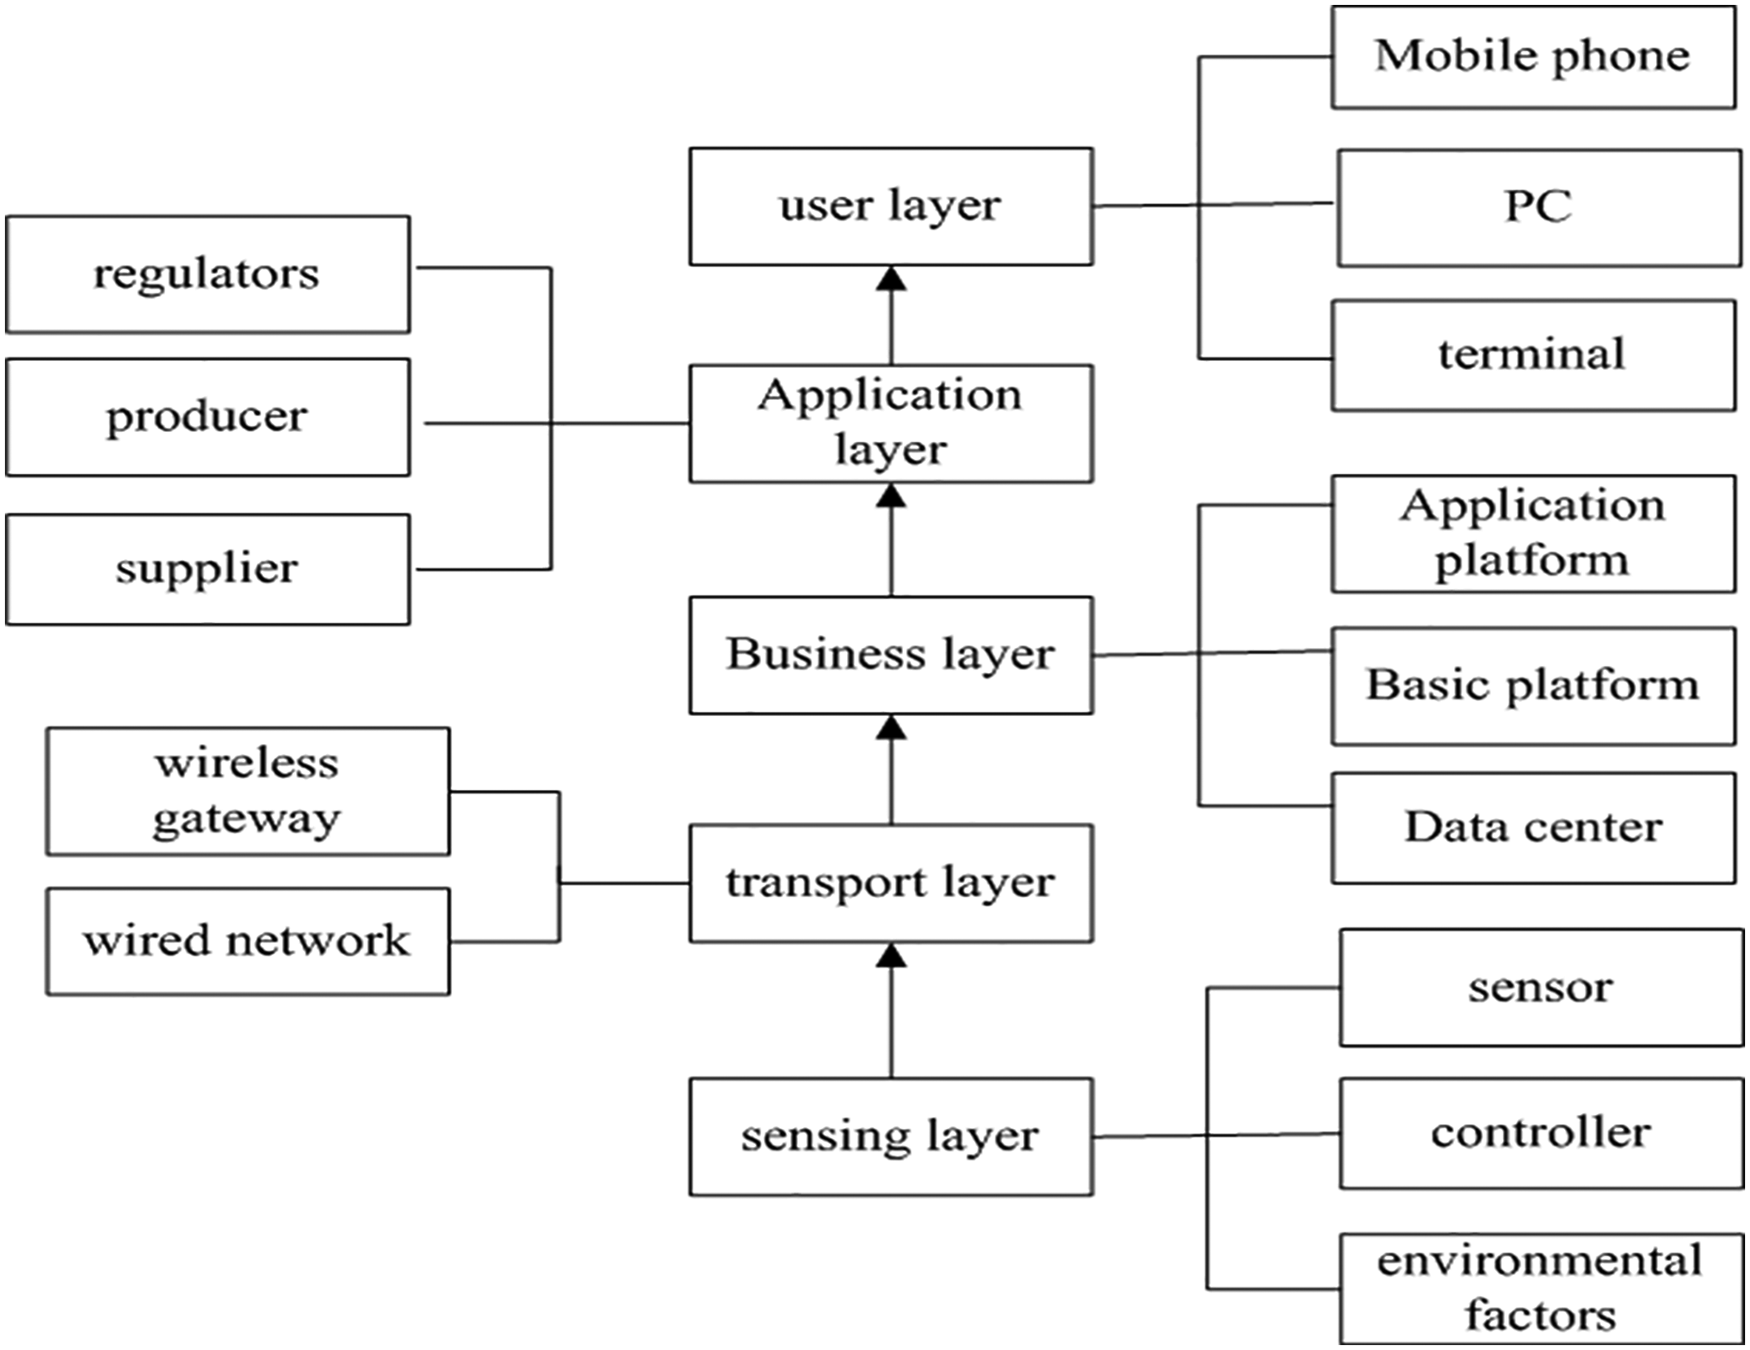 Mobile phone
user layer
PC
regulators
terminal
Application
layer
producer
Application
platform
supplier
Business layer
Basic platform
wireless
gateway
Data center
transport layer
wired network
sensor
sensing layer
controller
environmental
factors